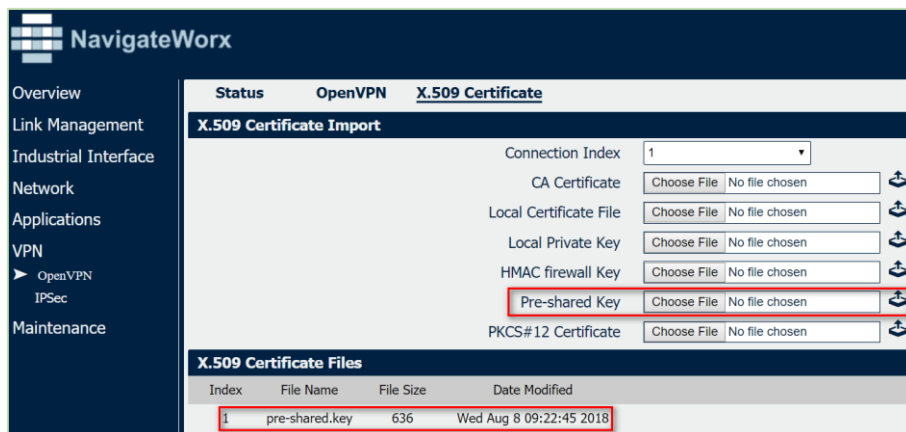 NavigateWorx
Overview
Link Management
Industrial Interface
Network
Applications
VPN
OpenVPN
IPSec
Maintenance
Status OpenVPN X.509 Certificate
X.509 Certificate Import
Connection Index 1
CA Certificate Choose File No file chosen
Local Certificate File Choose File No file chosen
Local Private Key Choose File No file chosen
HMAC firewall Key Choose File No file chosen
Pre-shared Key Choose File No file chosen
PKCS#12 Certificate Choose File No file chosen
X.509 Certificate Files
Index File Name File Size Date Modified
1 pre-shared.key 636 Wed Aug 8 09:22:45 2018